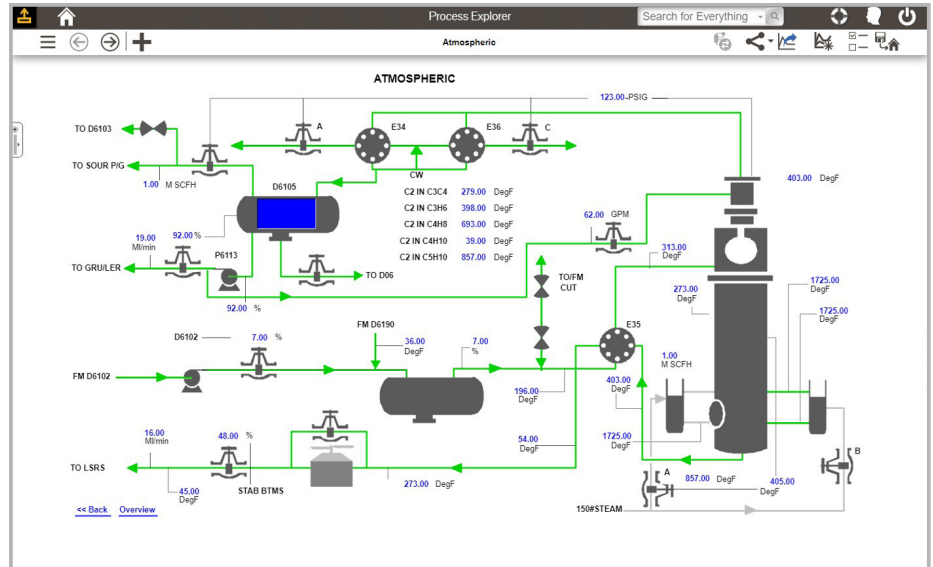 Process Explorer
Search for Everything
Atmospheric
ATMOSPHERIC
123.00 PSIG
TO D6103
A
E34
E36
C
TO SOUR P/G
1.00 M SCFH
D6105
CW
403.00 DegF
C2 IN C3C4 279.00 DegF
C2 IN C3H6 398.00 DegF
C2 IN C4H8 693.00 DegF
C2 IN C4H10 39.00 DegF
C2 IN C5H10 857.00 DegF
62.00 GPM
92.00 %
19.00
Ml/min
P6113
313.00
DegF
TO GRU/LER
TO D06
TO/FM
CUT
92.00 %
273.00
DegF
1725.00
DegF
1725.00
DegF
FM D6190
E35
D6102
7.00 %
36.00
DegF
7.00
%
1.00
M SCFH
FM D6102
196.00
DegF
403.00
DegF
16.00
Ml/min
48.00 %
54.00
DegF
1725.00
DegF
B
TO LSRS
STAB BTMS
273.00 DegF
A
857.00 DegF
405.00
DegF
45.00
DegF
<< Back Overview
150#STEAM